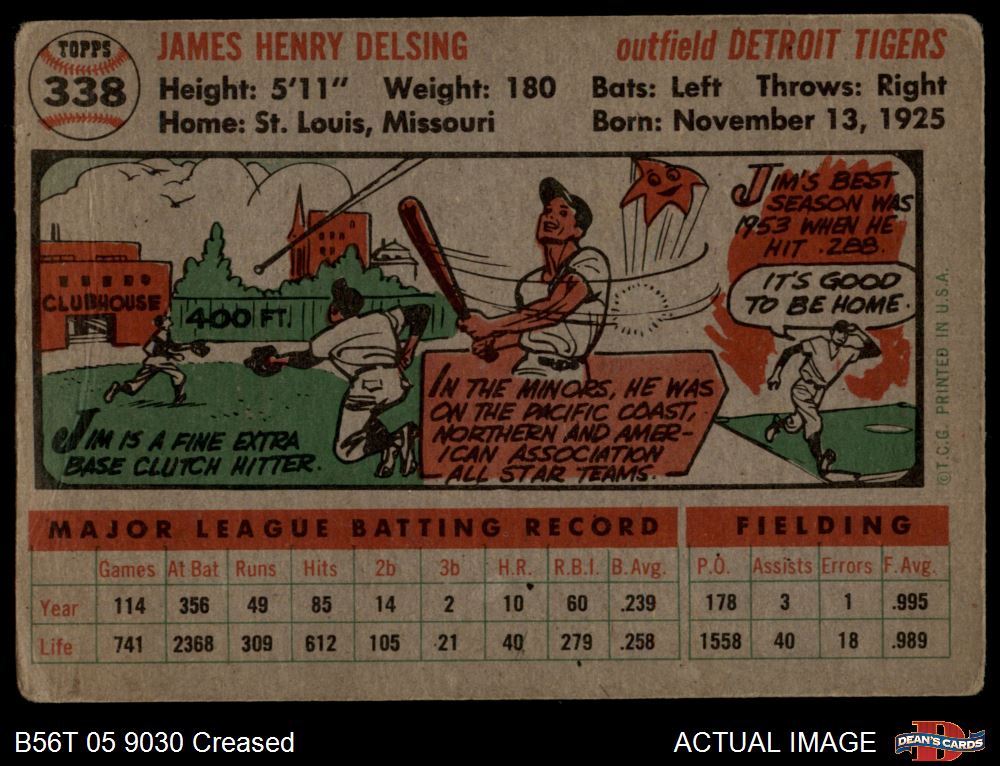 TOPPS
338
JAMES HENRY DELSING
outfield DETROIT TIGERS
Height: 5'11" Weight: 180 Bats: Left Throws: Right
Home: St. Louis, Missouri Born: November 13, 1925
CLUBHOUSE
400 FT.
JIM IS A FINE EXTRA
BASE CLUTCH HITTER.
IN THE MINORS, HE WAS
ON THE PACIFIC COAST,
NORTHERN AND AMER-
ICAN ASSOCIATION
ALL STAR TEAMS.
JIM'S BEST
SEASON WAS
1953 WHEN HE
HIT .288.
IT'S GOOD
TO BE HOME.
© T.C.G. PRINTED IN U.S.A.
MAJOR LEAGUE BATTING RECORD FIELDING
Games At Bat Runs Hits 2b 3b H.R. R.B.I. B.Avg. P.O. Assists Errors F.Avg.
Year 114 356 49 85 14 2 10 60 .239 178 3 1 .995
Life 741 2368 309 612 105 21 40 279 .258 1558 40 18 .989
B56T 05 9030 Creased
ACTUAL IMAGE
DEAN'S CARDS